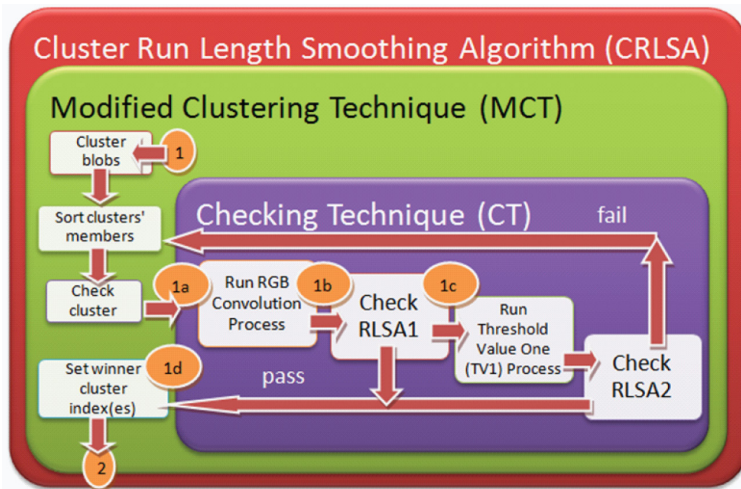 Cluster Run Length Smoothing Algorithm (CRLSA)
Modified Clustering Technique (MCT)
Cluster
blobs
1
Sort clusters'
members
Check
cluster
Checking Technique (CT)
fail
1a
Run RGB
Convolution
Process
1b
Check
RLSA1
1c
Run
Threshold
Value One
(TV1) Process
Check
RLSA2
pass
1d
Set winner
cluster
index(es)
2